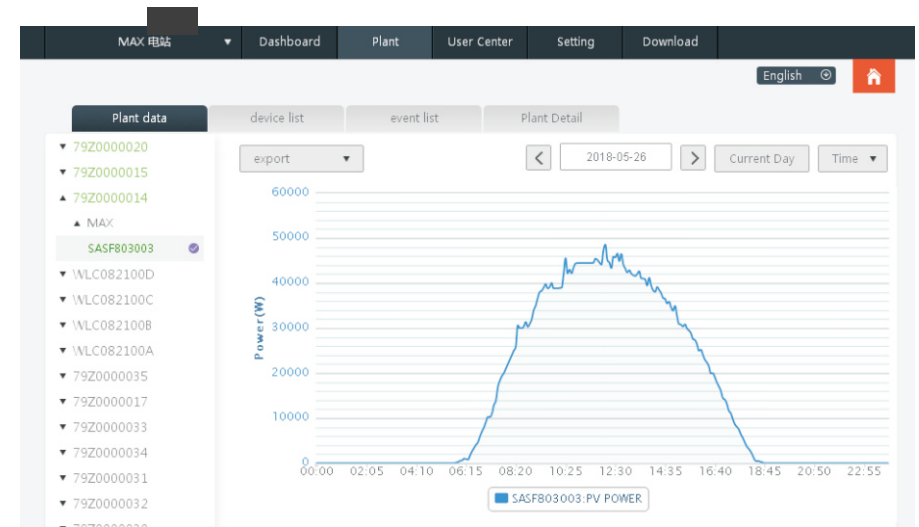 MAX 电站 Dashboard Plant User Center Setting Download
English
Plant data device list event list Plant Detail
79Z0000020
79Z0000015
79Z0000014
MAX
SASF803003
WLC082100D
WLC082100C
WLC082100B
WLC082100A
79Z0000035
79Z0000017
79Z0000033
79Z0000034
79Z0000031
79Z0000032
export 2018-05-26 Current Day Time
60000
50000
40000
30000
20000
10000
0
Power(W)
00:00 02:05 04:10 06:15 08:20 10:25 12:30 14:35 16:40 18:45 20:50 22:55
SASF803003:PV POWER